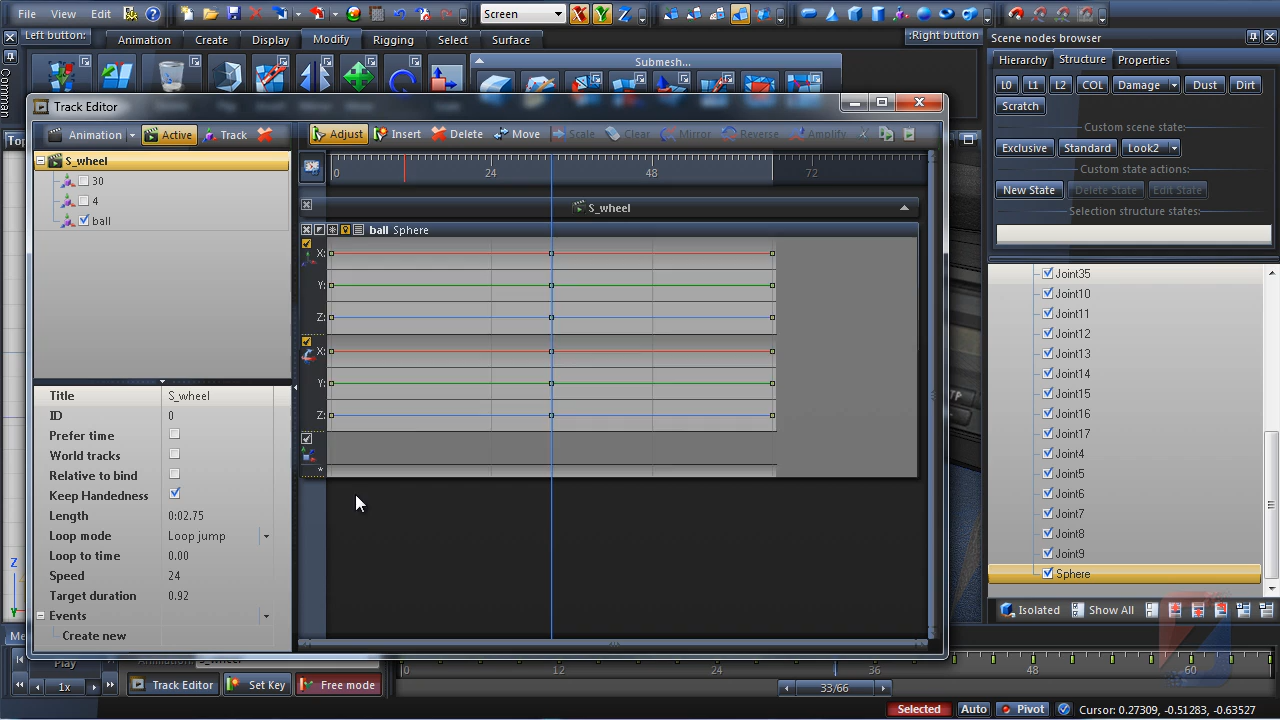 File View Edit Screen X Y Z
Left button: :Right button Scene nodes browser
Animation Create Display Modify Rigging Select Surface
Hierarchy Structure Properties
Submesh...
L0 L1 L2 COL Damage Dust Dirt
Scratch
Track Editor
Custom scene state:
Animation Active Track Adjust Insert Delete Move Scale Clear Mirror Reverse Amplify
Top
Exclusive Standard Look2
S_wheel
Custom state actions:
0 24 48 72
30
New State Delete State Edit State
4
S_wheel
Selection structure states:
ball
ball Sphere
X:
Y:
Z:
X:
Y:
Z:
*
Joint35
Joint10
Joint11
Joint12
Joint13
Joint14
Joint15
Joint16
Joint17
Joint4
Joint5
Joint6
Joint7
Joint8
Joint9
Sphere
Title S_wheel
ID 0
Prefer time
World tracks
Relative to bind
Keep Handedness
Length 0:02.75
Loop mode Loop jump
Loop to time 0.00
Speed 24
Target duration 0.92
Events
Create new
Z
Y
Isolated Show All
Play
0 12 24 36 48 60
1x Track Editor Set Key Free mode 33/66
Selected Auto Pivot Cursor: 0.27309, -0.51283, -0.63527